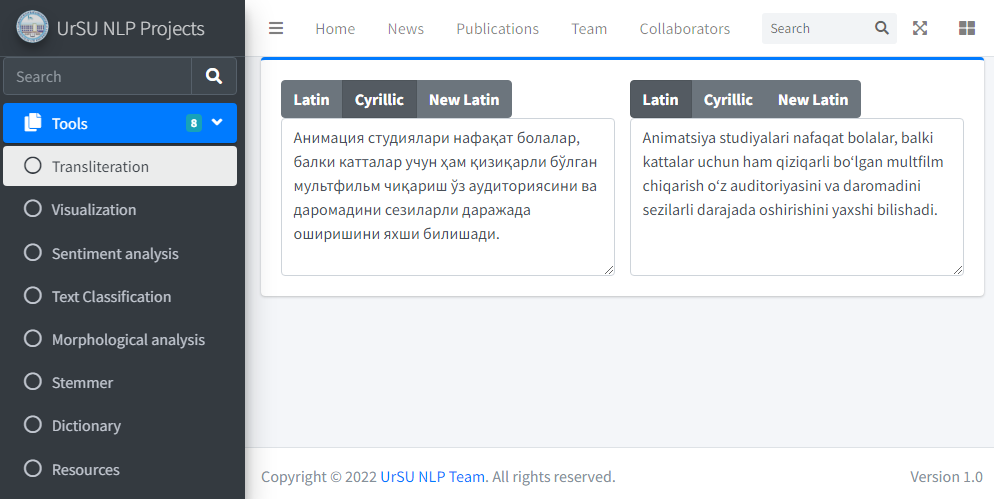 UrSU NLP Projects
Search
Tools 8
Transliteration
Visualization
Sentiment analysis
Text Classification
Morphological analysis
Stemmer
Dictionary
Resources
Home News Publications Team Collaborators Search
Latin Cyrillic New Latin
Анимация студиялари нафақат болалар,
балки катталар учун ҳам қизиқарли бўлган
мультфильм чиқариш ўз аудиториясини ва
даромадини сезиларли даражада
оширишини яхши билишади.
Latin Cyrillic New Latin
Animatsiya studiyalari nafaqat bolalar, balki
kattalar uchun ham qiziqarli bo‘lgan multfilm
chiqarish o‘z auditoriyasini va daromadini
sezilarli darajada oshirishini yaxshi bilishadi.
Copyright © 2022 UrSU NLP Team. All rights reserved. Version 1.0